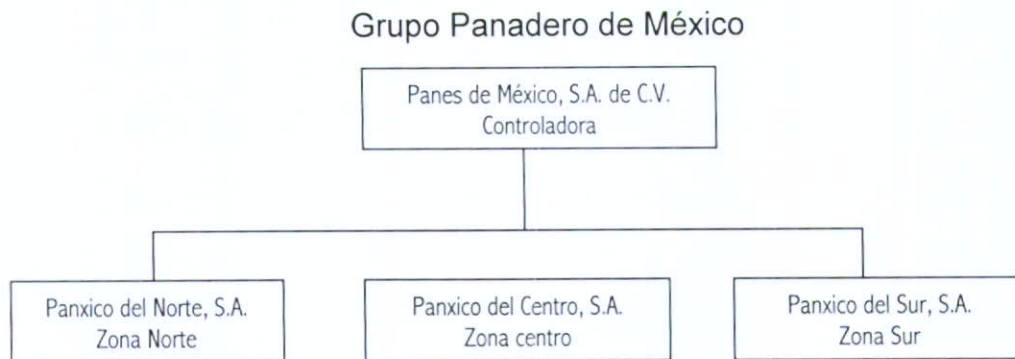 Grupo Panadero de México
Panes de México, S.A. de C.V.
Controladora
Panxico del Norte, S.A.
Zona Norte
Panxico del Centro, S.A.
Zona centro
Panxico del Sur, S.A.
Zona Sur